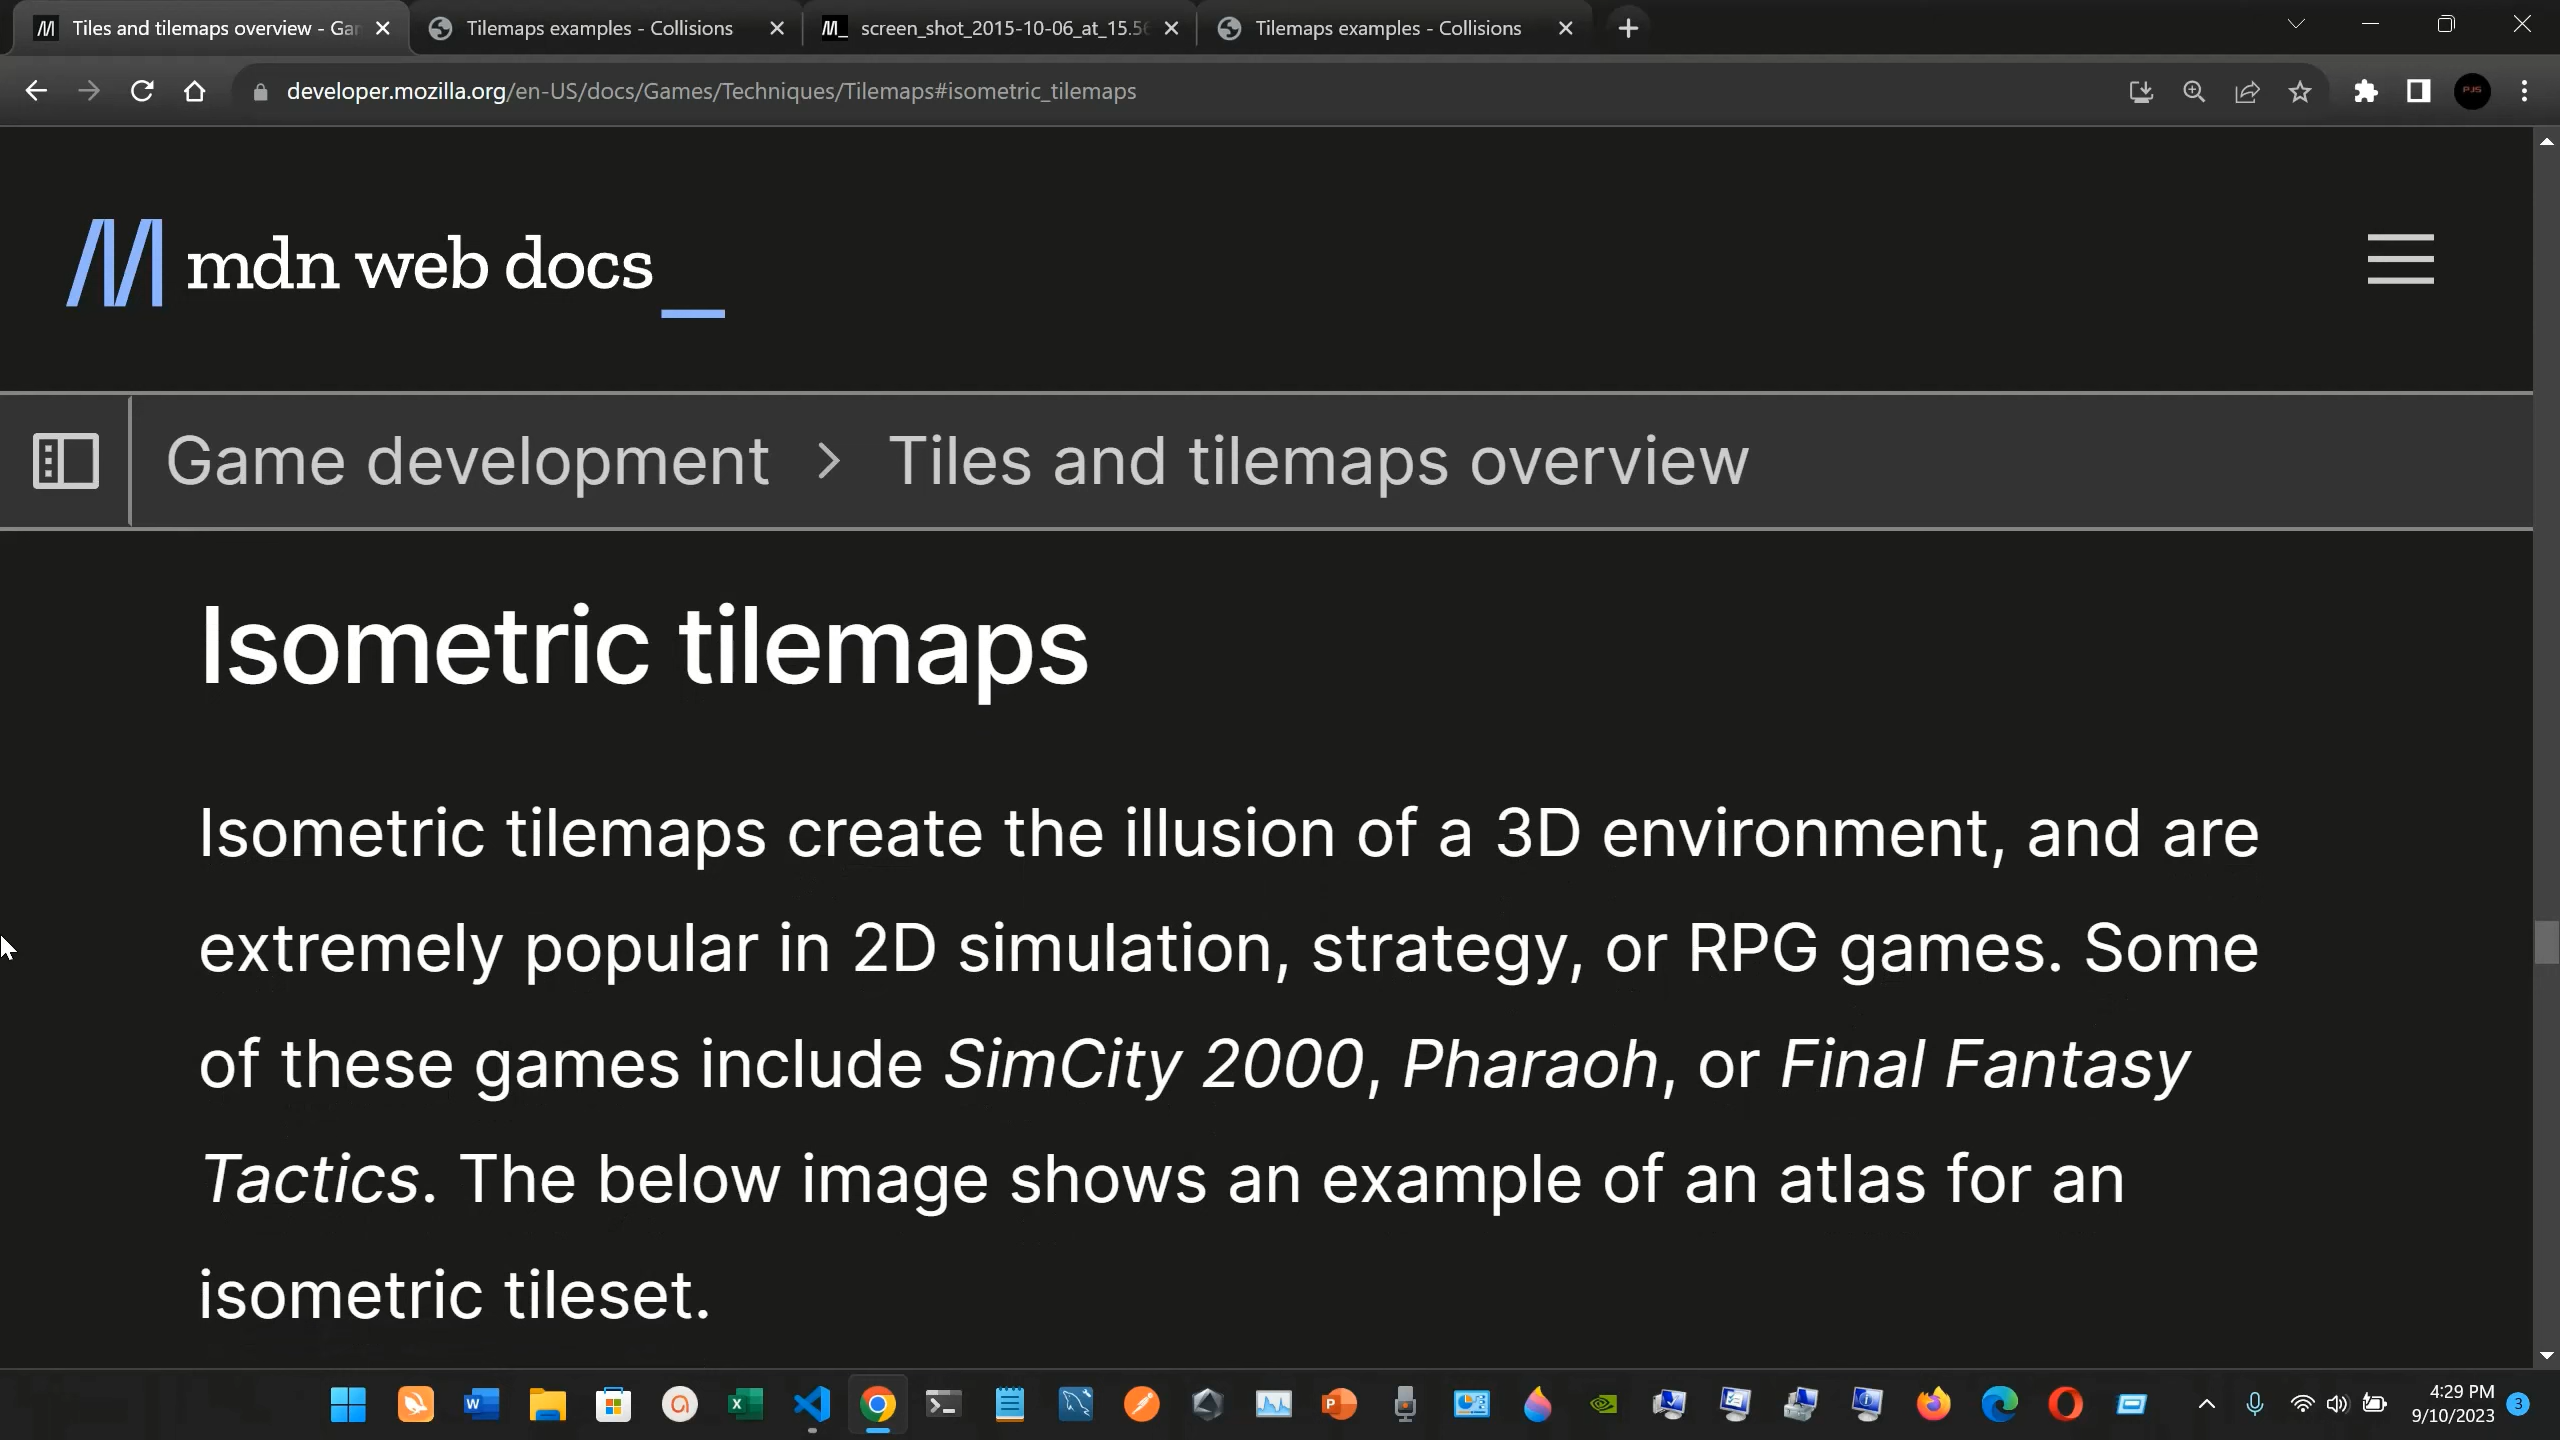 Tiles and tilemaps overview - Gar
Tilemaps examples - Collisions
screen_shot_2015-10-06_at_15.56
Tilemaps examples - Collisions
developer.mozilla.org/en-US/docs/Games/Techniques/Tilemaps#isometric_tilemaps
PJS
mdn web docs_
Game development > Tiles and tilemaps overview
Isometric tilemaps
Isometric tilemaps create the illusion of a 3D environment, and are
extremely popular in 2D simulation, strategy, or RPG games. Some
of these games include SimCity 2000, Pharaoh, or Final Fantasy
Tactics. The below image shows an example of an atlas for an
isometric tileset.
4:29 PM
9/10/2023
3